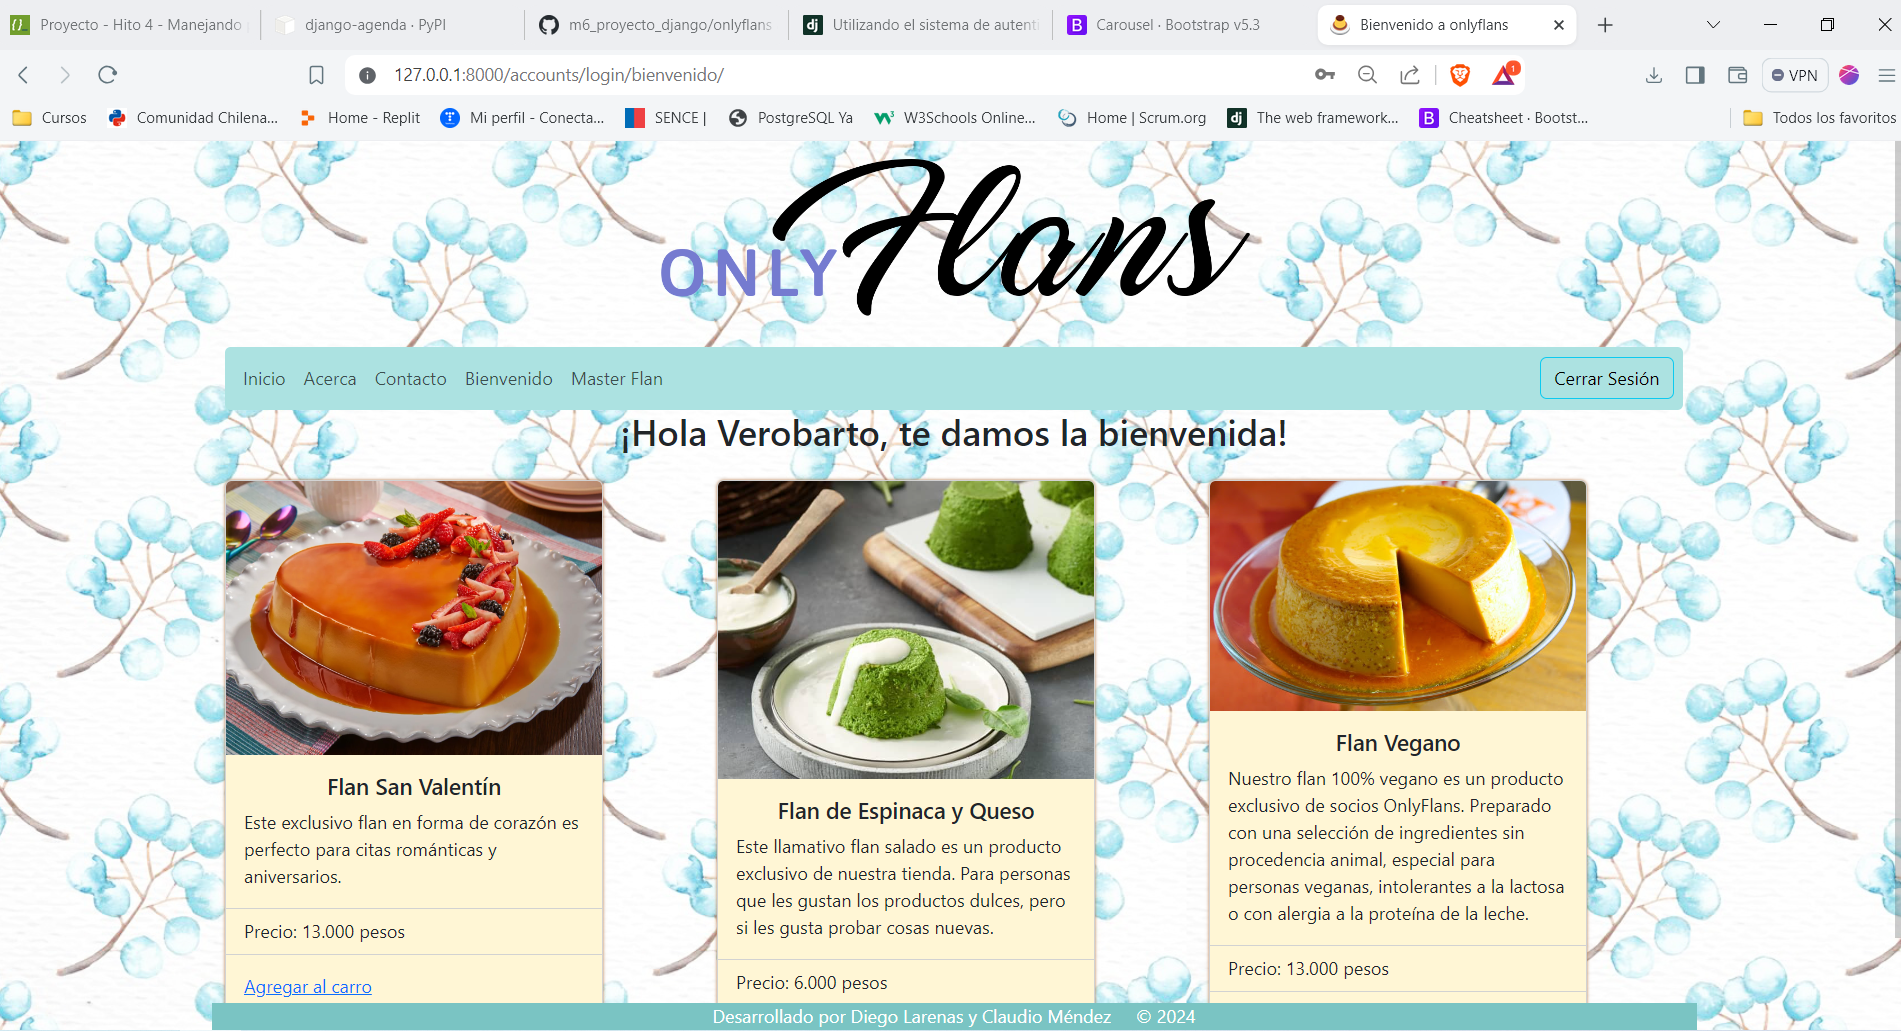 Proyecto - Hito 4 - Manejando
django-agenda · PyPI
m6_proyecto_django/onlyflans
Utilizando el sistema de autenti
Carousel · Bootstrap v5.3
Bienvenido a onlyflans
127.0.0.1:8000/accounts/login/bienvenido/
1
VPN
Cursos
Comunidad Chilena...
Home - Replit
Mi perfil - Conecta...
SENCE |
PostgreSQL Ya
W3Schools Online...
Home | Scrum.org
The web framework...
Cheatsheet · Bootst...
Todos los favoritos
ONLY Flans
Inicio
Acerca
Contacto
Bienvenido
Master Flan
Cerrar Sesión
¡Hola Verobarto, te damos la bienvenida!
Flan San Valentín
Este exclusivo flan en forma de corazón es
perfecto para citas románticas y
aniversarios.
Precio: 13.000 pesos
Agregar al carro
Flan de Espinaca y Queso
Este llamativo flan salado es un producto
exclusivo de nuestra tienda. Para personas
que les gustan los productos dulces, pero
si les gusta probar cosas nuevas.
Precio: 6.000 pesos
Flan Vegano
Nuestro flan 100% vegano es un producto
exclusivo de socios OnlyFlans. Preparado
con una selección de ingredientes sin
procedencia animal, especial para
personas veganas, intolerantes a la lactosa
o con alergia a la proteína de la leche.
Precio: 13.000 pesos
Desarrollado por Diego Larenas y Claudio Méndez © 2024